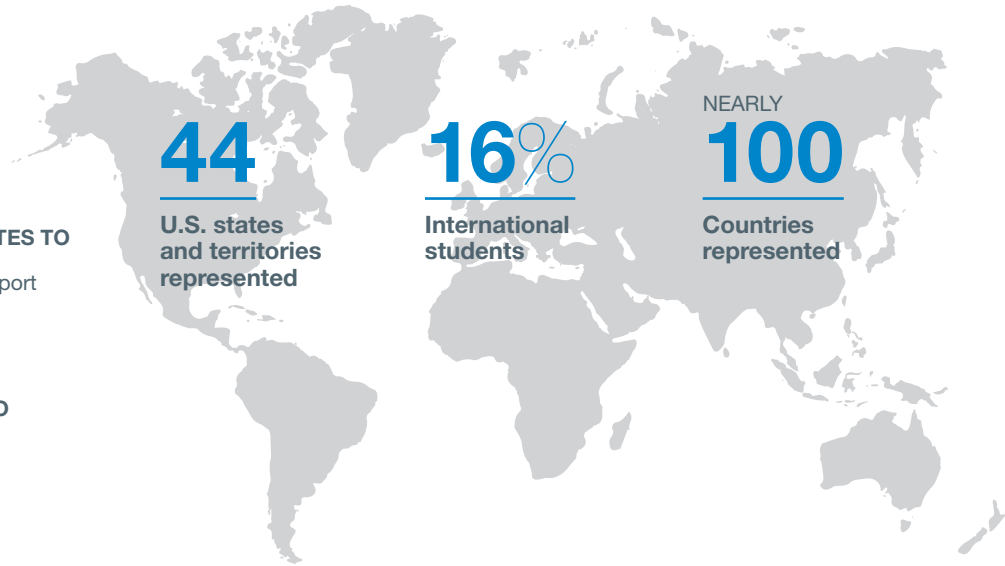 NEARLY
44
16%
100
U.S. states
and territories
represented
International
students
Countries
represented
TES TO
port